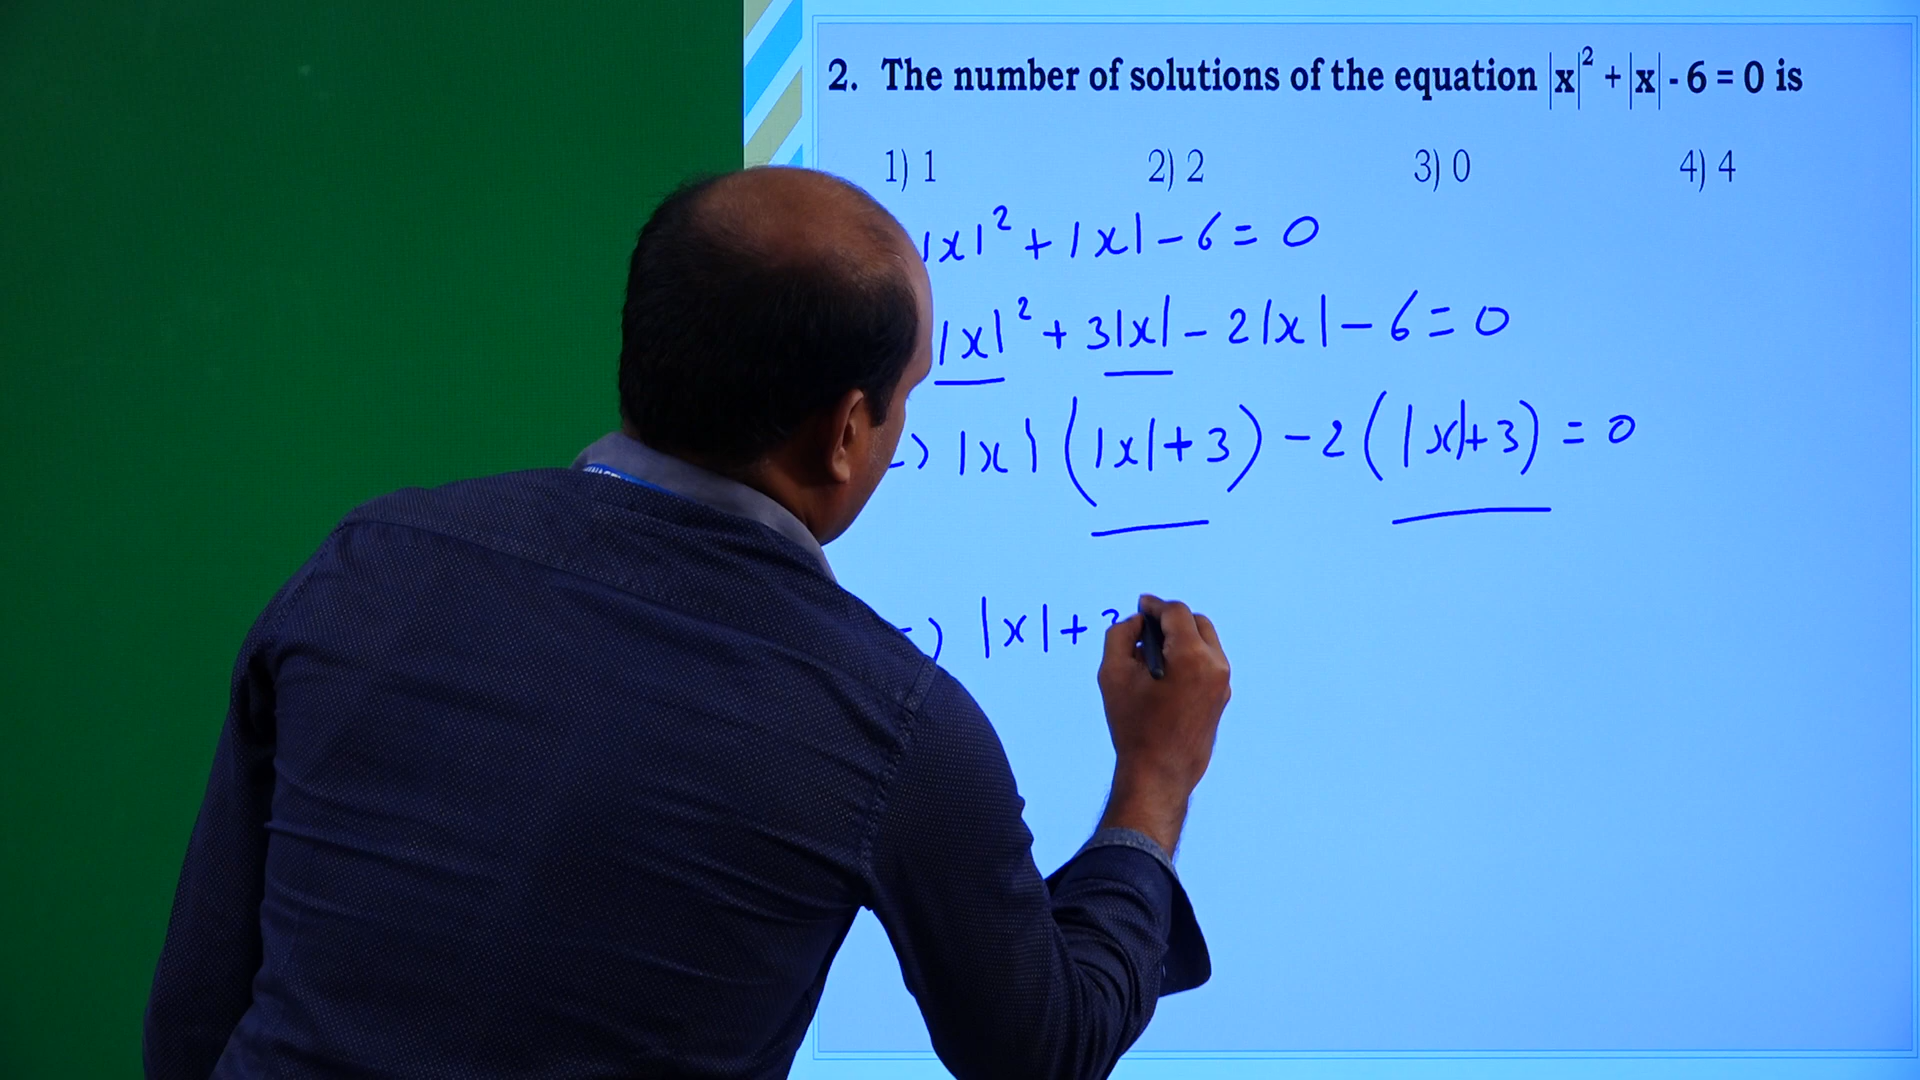 2. The number of solutions of the equation |x|² + |x| - 6 = 0 is
1) 1 2) 2 3) 0 4) 4
|x|² + |x| - 6 = 0
|x|² + 3|x| - 2|x| - 6 = 0
=> |x| (|x| + 3) - 2 (|x| + 3) = 0
=> |x| + 3